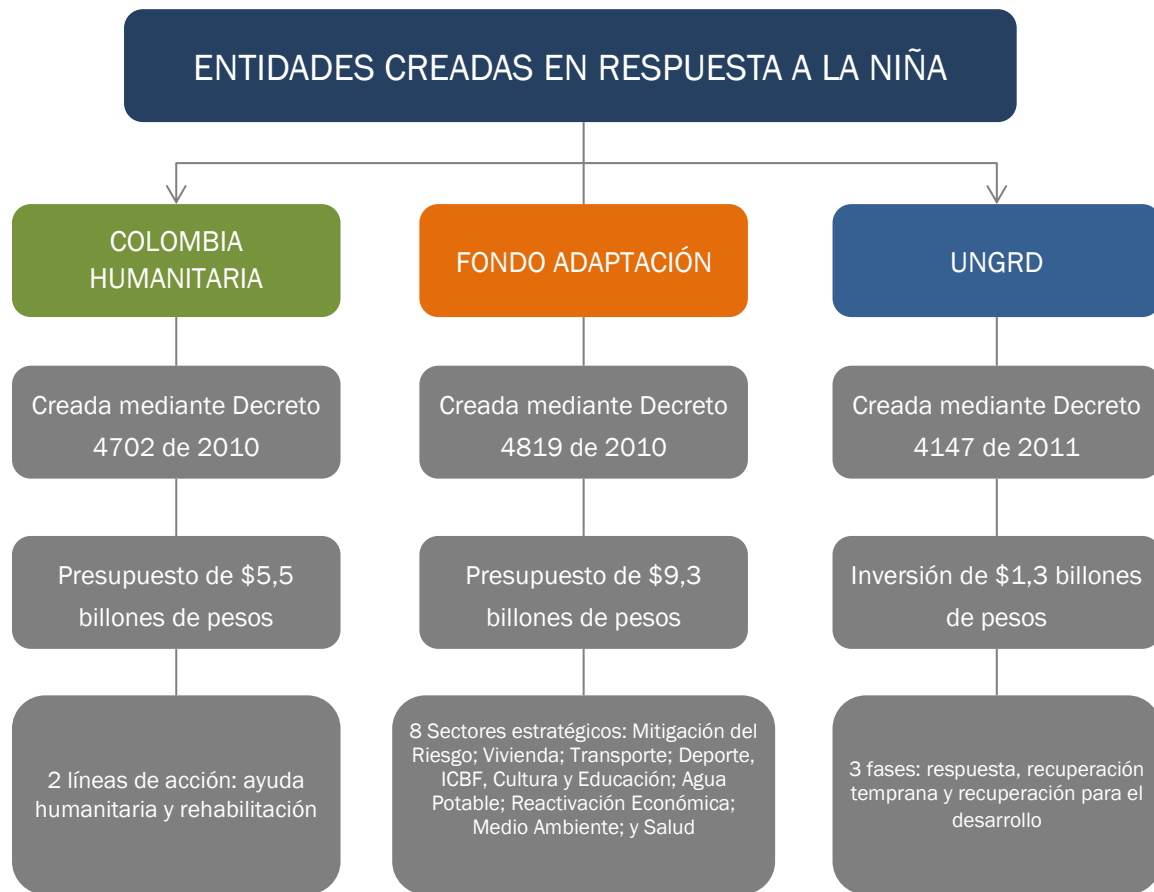 ENTIDADES CREADAS EN RESPUESTA A LA NIÑA
COLOMBIA
HUMANITARIA
Creada mediante Decreto
4702 de 2010
Presupuesto de $5,5
billones de pesos
2 líneas de acción: ayuda
humanitaria y rehabilitación
FONDO ADAPTACIÓN
Creada mediante Decreto
4819 de 2010
Presupuesto de $9,3
billones de pesos
8 Sectores estratégicos: Mitigación del
Riesgo; Vivienda; Transporte; Deporte,
ICBF, Cultura y Educación; Agua
Potable; Reactivación Económica;
Medio Ambiente; y Salud
UNGRD
Creada mediante Decreto
4147 de 2011
Inversión de $1,3 billones
de pesos
3 fases: respuesta, recuperación
temprana y recuperación para el
desarrollo